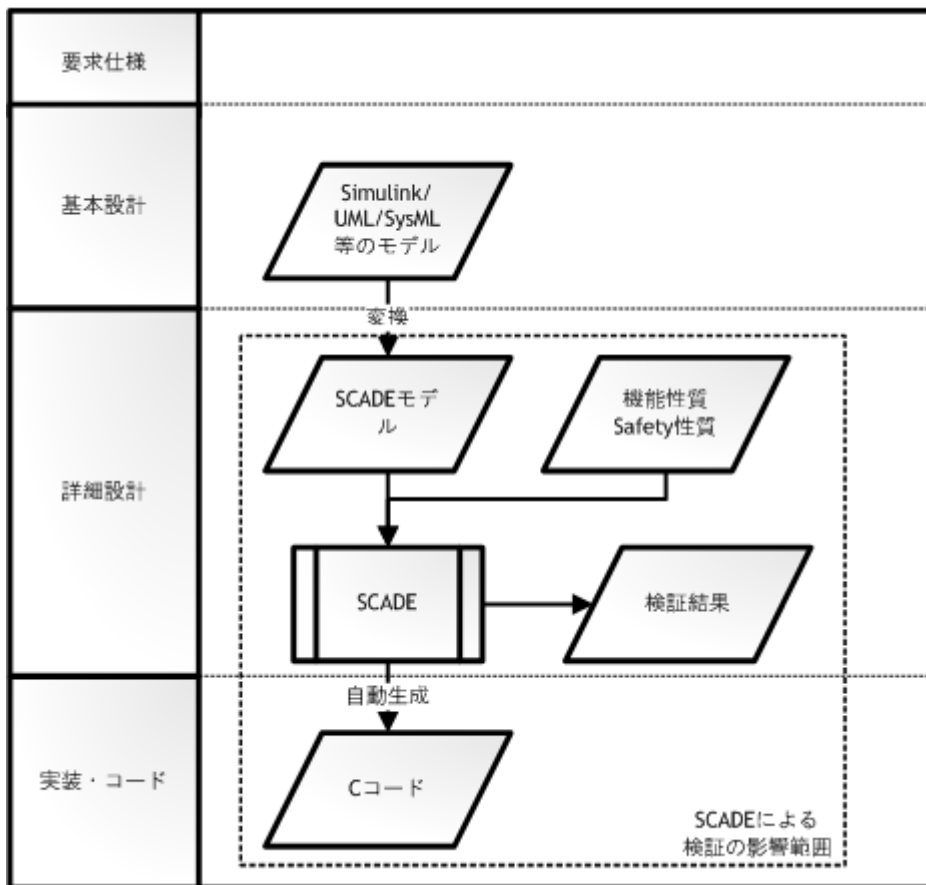 要求仕様
基本設計
Simulink/
UML/SysML
等のモデル
変換
詳細設計
SCADEモデ
ル
機能性質
Safety性質
SCADE
検証結果
自動生成
実装・コード
Cコード
SCADEによる
検証の影響範囲